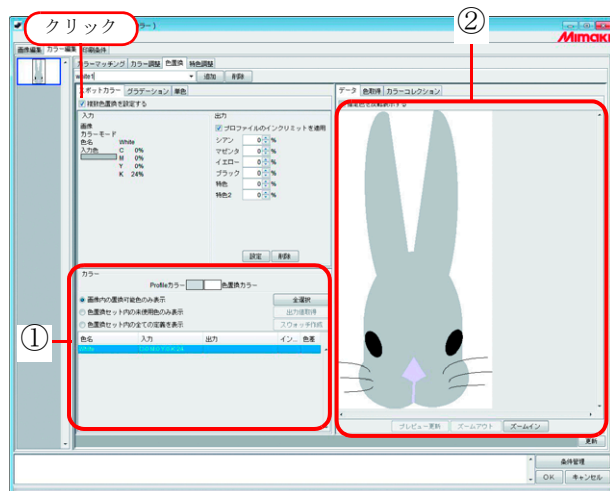 クリック
②
Mimaki
画像編集 カラー編集 印刷条件
カラーマッチング カラー調整 色置換 特色調整
white1 追加 削除
スポットカラー グラデーション 単色
データ 色取得 カラーコレクション
入力
出力
画像
プロファイルのインクリミットを適用
カラーモード
色名 White
シアン 0 %
入力色 C 0%
マゼンタ 0 %
M 0%
イエロー 0 %
Y 0%
ブラック 0 %
K 24%
特色 0 %
特色2 0 %
設定 削除
カラー
Profileカラー 色置換カラー
①
画像内の置換可能色のみ表示 全選択
色置換セット内の未使用色のみ表示 出力値取得
色置換セット内の全ての定義を表示 スウォッチ作成
色名 入力 出力 イン... 色差
White
プレビュー更新 ズームアウト ズームイン
更新
条件管理
OK キャンセル